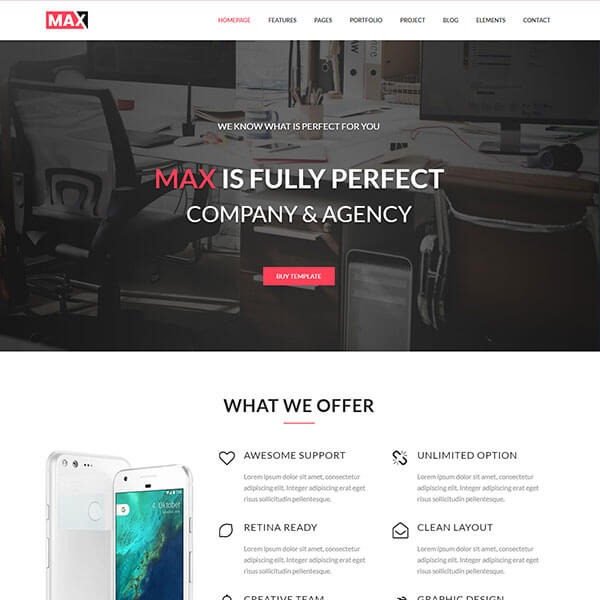 MAX
HOMEPAGE FEATURES PAGES PORTFOLIO PROJECT BLOG ELEMENTS CONTACT
WE KNOW WHAT IS PERFECT FOR YOU
MAX IS FULLY PERFECT
COMPANY & AGENCY
BUY TEMPLATE
WHAT WE OFFER
AWESOME SUPPORT
Lorem ipsum dolor sit amet, consectetur
adipiscing elit. Integer adipiscing erat eget
risus sollicitudin pellentesque.
UNLIMITED OPTION
Lorem ipsum dolor sit amet, consectetur
adipiscing elit. Integer adipiscing erat eget
risus sollicitudin pellentesque.
4. Oktober
RETINA READY
Lorem ipsum dolor sit amet, consectetur
adipiscing elit. Integer adipiscing erat eget
risus sollicitudin pellentesque.
CLEAN LAYOUT
Lorem ipsum dolor sit amet, consectetur
adipiscing elit. Integer adipiscing erat eget
risus sollicitudin pellentesque.
CREATIVE TEAM
GRAPHIC DESIGN